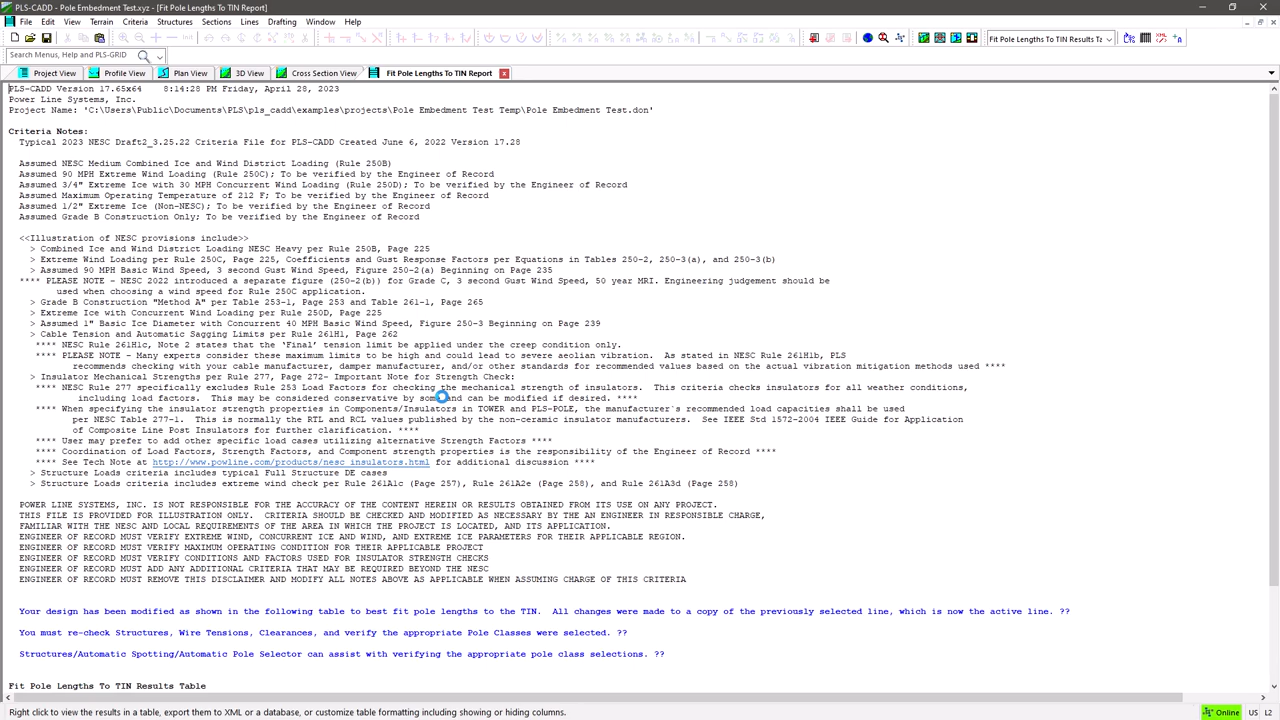 PLS-CADD - Pole Embedment Test.xyz - [Fit Pole Lengths To TIN Report]
File Edit View Terrain Criteria Structures Sections Lines Drafting Window Help
Fit Pole Lengths To TIN Results Ta
Search Menus, Help and PLS-GRID
Project View Profile View Plan View 3D View Cross Section View Fit Pole Lengths To TIN Report
PLS-CADD Version 17.65x64 8:14:28 PM Friday, April 28, 2023
Power Line Systems, Inc.
Project Name: 'C:\Users\Public\Documents\PLS\pls_cadd\examples\projects\Pole Embedment Test Temp\Pole Embedment Test.don'
Criteria Notes:
Typical 2023 NESC Draft2_3.25.22 Criteria File for PLS-CADD Created June 6, 2022 Version 17.28
Assumed NESC Medium Combined Ice and Wind District Loading (Rule 250B)
Assumed 90 MPH Extreme Wind Loading (Rule 250C); To be verified by the Engineer of Record
Assumed 3/4" Extreme Ice with 30 MPH Concurrent Wind Loading (Rule 250D); To be verified by the Engineer of Record
Assumed Maximum Operating Temperature of 212 F; To be verified by the Engineer of Record
Assumed 1/2" Extreme Ice (Non-NESC); To be verified by the Engineer of Record
Assumed Grade B Construction Only; To be verified by the Engineer of Record
<<Illustration of NESC provisions include>>
> Combined Ice and Wind District Loading NESC Heavy per Rule 250B, Page 225
> Extreme Wind Loading per Rule 250C, Page 225, Coefficients and Gust Response Factors per Equations in Tables 250-2, 250-3(a), and 250-3(b)
> Assumed 90 MPH Basic Wind Speed, 3 second Gust Wind Speed, Figure 250-2(a) Beginning on Page 235
**** PLEASE NOTE - NESC 2022 introduced a separate figure (250-2(b)) for Grade C, 3 second Gust Wind Speed, 50 year MRI. Engineering judgement should be
used when choosing a wind speed for Rule 250C application.
> Grade B Construction "Method A" per Table 253-1, Page 253 and Table 261-1, Page 265
> Extreme Ice with Concurrent Wind Loading per Rule 250D, Page 225
> Assumed 1" Basic Ice Diameter with Concurrent 40 MPH Basic Wind Speed, Figure 250-3 Beginning on Page 239
> Cable Tension and Automatic Sagging Limits per Rule 261H1, Page 262
**** NESC Rule 261H1c, Note 2 states that the 'Final' tension limit be applied under the creep condition only.
**** PLEASE NOTE - Many experts consider these maximum limits to be high and could lead to severe aeolian vibration. As stated in NESC Rule 261H1b, PLS
recommends checking with your cable manufacturer, damper manufacturer, and/or other standards for recommended values based on the actual vibration mitigation methods used ****
> Insulator Mechanical Strengths per Rule 277, Page 272- Important Note for Strength Check:
**** NESC Rule 277 specifically excludes Rule 253 Load Factors for checking the mechanical strength of insulators. This criteria checks insulators for all weather conditions,
including load factors. This may be considered conservative by some and can be modified if desired. ****
**** When specifying the insulator strength properties in Components/Insulators in TOWER and PLS-POLE, the manufacturer`s recommended load capacities shall be used
per NESC Table 277-1. This is normally the RTL and RCL values published by the non-ceramic insulator manufacturers. See IEEE Std 1572-2004 IEEE Guide for Application
of Composite Line Post Insulators for further clarification. ****
**** User may prefer to add other specific load cases utilizing alternative Strength Factors ****
**** Coordination of Load Factors, Strength Factors, and Component strength properties is the responsibility of the Engineer of Record ****
**** See Tech Note at http://www.powline.com/products/nesc_insulators.html for additional discussion ****
> Structure Loads criteria includes typical Full Structure DE cases
> Structure Loads criteria includes extreme wind check per Rule 261A1c (Page 257), Rule 261A2e (Page 258), and Rule 261A3d (Page 258)
POWER LINE SYSTEMS, INC. IS NOT RESPONSIBLE FOR THE ACCURACY OF THE CONTENT HEREIN OR RESULTS OBTAINED FROM ITS USE ON ANY PROJECT.
THIS FILE IS PROVIDED FOR ILLUSTRATION ONLY. CRITERIA SHOULD BE CHECKED AND MODIFIED AS NECESSARY BY THE AN ENGINEER IN RESPONSIBLE CHARGE,
FAMILIAR WITH THE NESC AND LOCAL REQUIREMENTS OF THE AREA IN WHICH THE PROJECT IS LOCATED, AND ITS APPLICATION.
ENGINEER OF RECORD MUST VERIFY EXTREME WIND, CONCURRENT ICE AND WIND, AND EXTREME ICE PARAMETERS FOR THEIR APPLICABLE REGION.
ENGINEER OF RECORD MUST VERIFY MAXIMUM OPERATING CONDITION FOR THEIR APPLICABLE PROJECT
ENGINEER OF RECORD MUST VERIFY CONDITIONS AND FACTORS USED FOR INSULATOR STRENGTH CHECKS
ENGINEER OF RECORD MUST ADD ANY ADDITIONAL CRITERIA THAT MAY BE REQUIRED BEYOND THE NESC
ENGINEER OF RECORD MUST REMOVE THIS DISCLAIMER AND MODIFY ALL NOTES ABOVE AS APPLICABLE WHEN ASSUMING CHARGE OF THIS CRITERIA
Your design has been modified as shown in the following table to best fit pole lengths to the TIN. All changes were made to a copy of the previously selected line, which is now the active line. ??
You must re-check Structures, Wire Tensions, Clearances, and verify the appropriate Pole Classes were selected. ??
Structures/Automatic Spotting/Automatic Pole Selector can assist with verifying the appropriate pole class selections. ??
Fit Pole Lengths To TIN Results Table
Right click to view the results in a table, export them to XML or a database, or customize table formatting including showing or hiding columns.
Online US L2